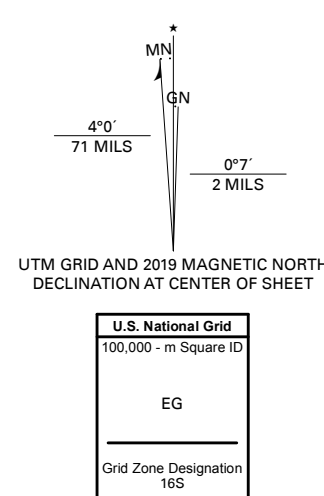 ★
MN
GN
4°0´
71 MILS
0°7´
2 MILS
UTM GRID AND 2019 MAGNETIC NORTH
DECLINATION AT CENTER OF SHEET
U.S. National Grid
100,000 - m Square ID
EG
Grid Zone Designation
16S